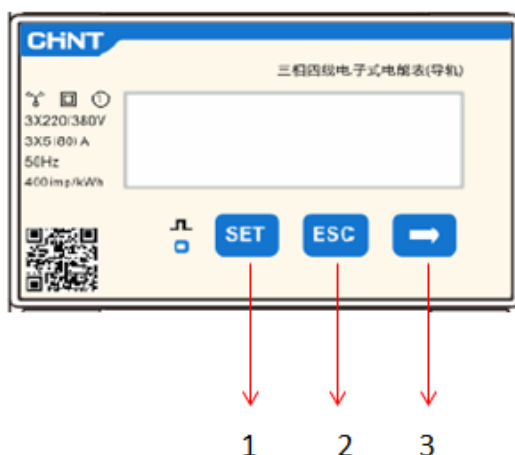 CHNT
三相四线电子式电能表(导轨)
3X220/380V
3X5(80)A
50Hz
400imp/kWh
SET
ESC
1
2
3